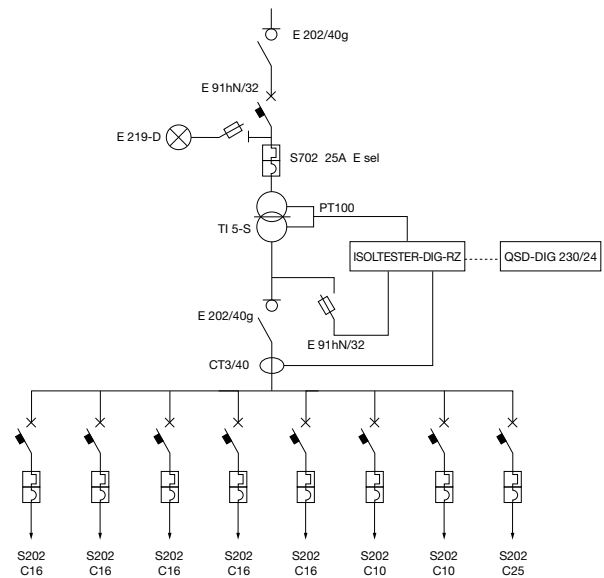 E 202/40g
E 91hN/32
E 219-D
S702 25A E sel
PT100
TI 5-S
ISOLTESTER-DIG-RZ
QSD-DIG 230/24
E 202/40g
E 91hN/32
CT3/40
S202
C16
S202
C16
S202
C16
S202
C16
S202
C16
S202
C10
S202
C10
S202
C25